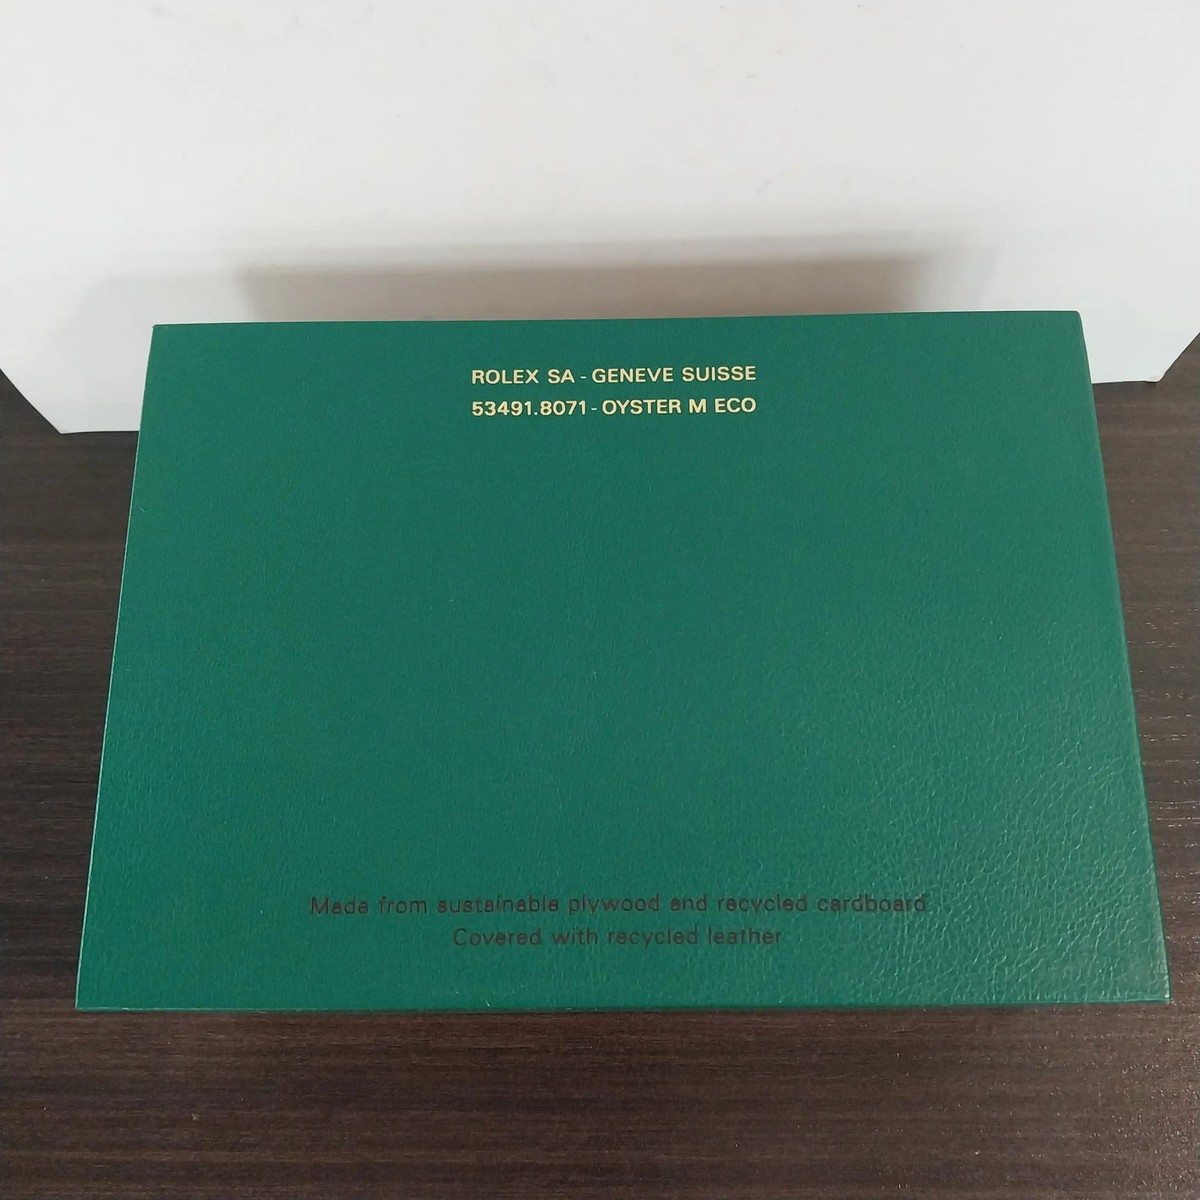 ROLEX SA - GENEVE SUISSE
53491.8071 - OYSTER M ECO
Made from sustainable plywood and recycled cardboard
Covered with recycled leather